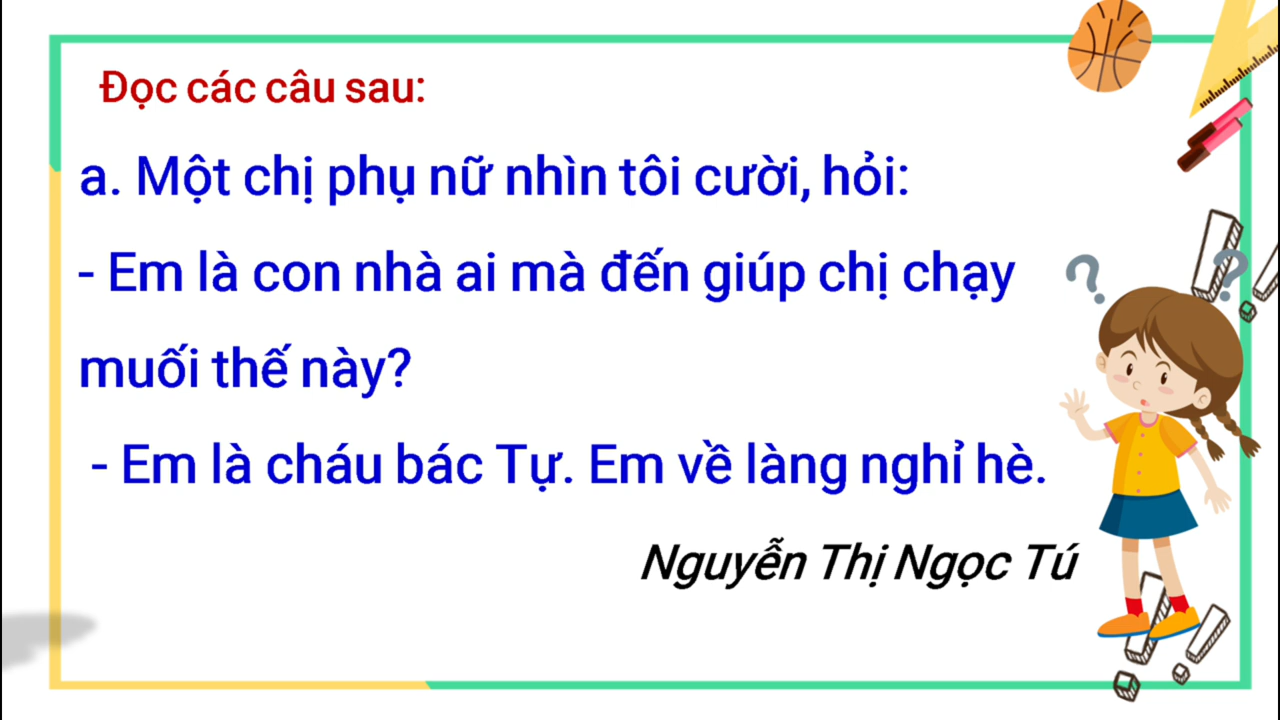 Đọc các câu sau:
a. Một chị phụ nữ nhìn tôi cười, hỏi:
- Em là con nhà ai mà đến giúp chị chạy
muối thế này?
- Em là cháu bác Tự. Em về làng nghỉ hè.
Nguyễn Thị Ngọc Tú